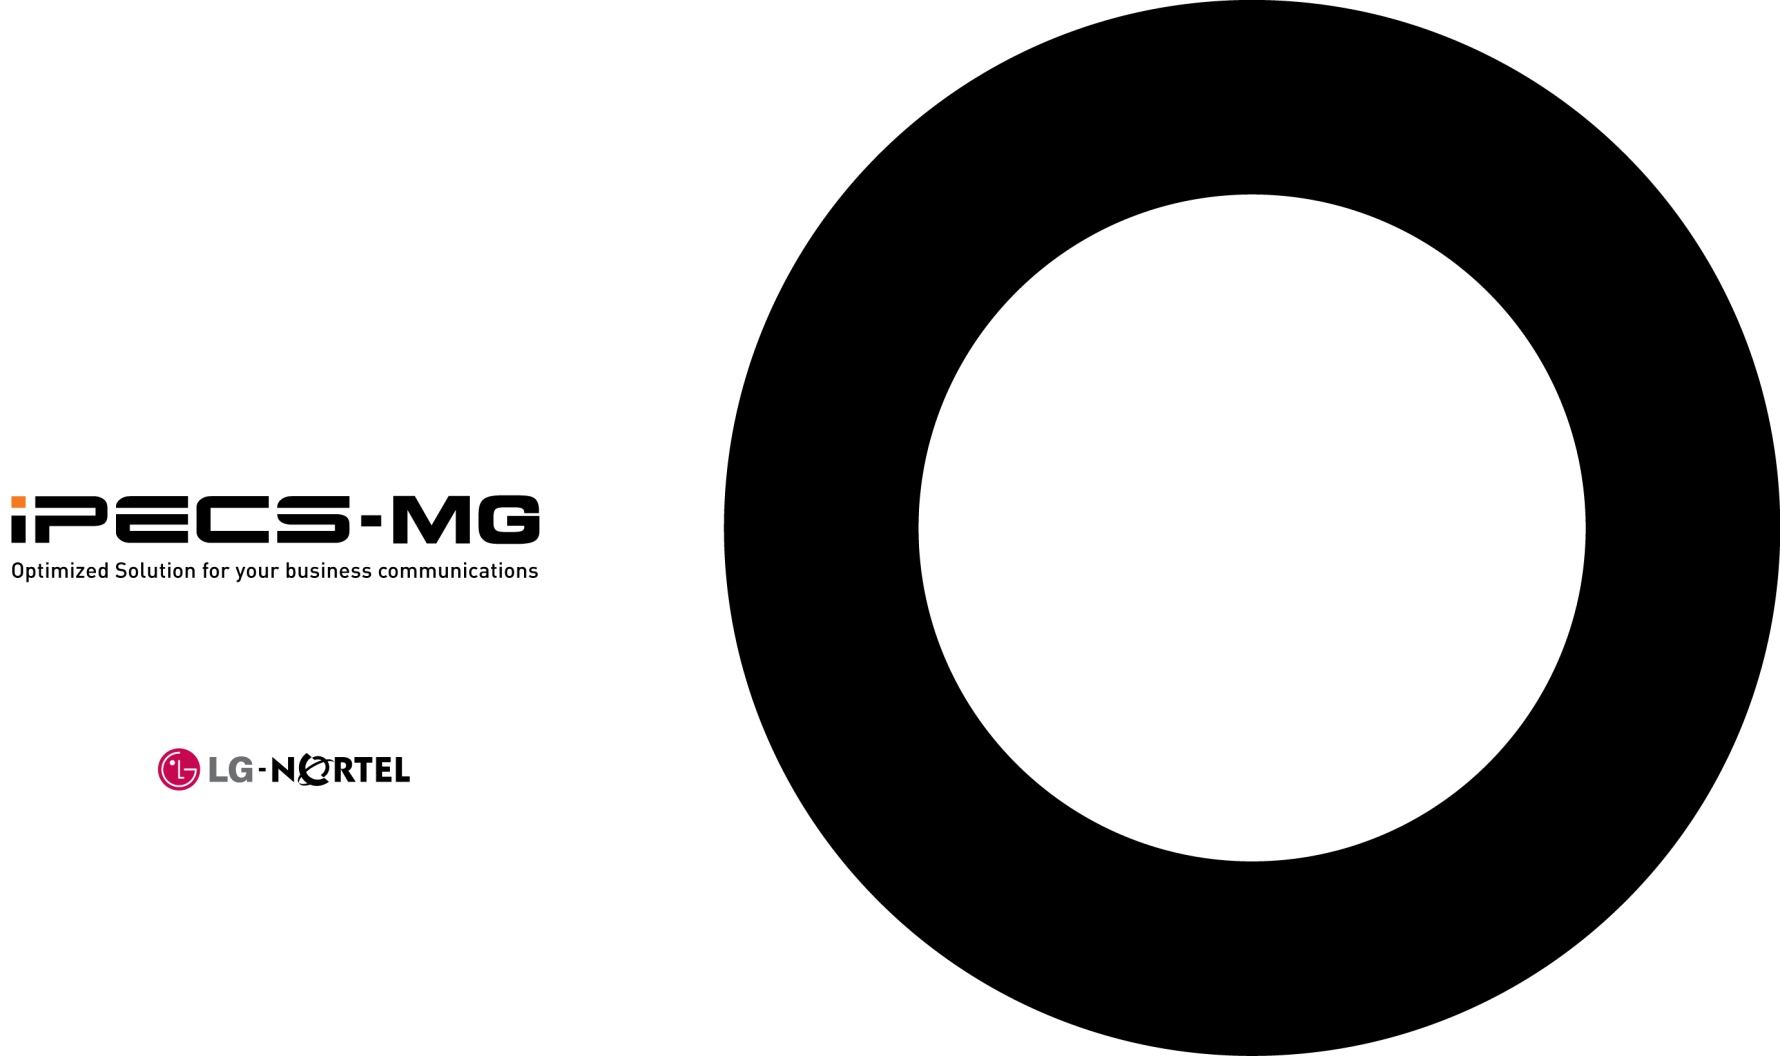 iPECS-MG
Optimized Solution for your business communications
LG-NORTEL